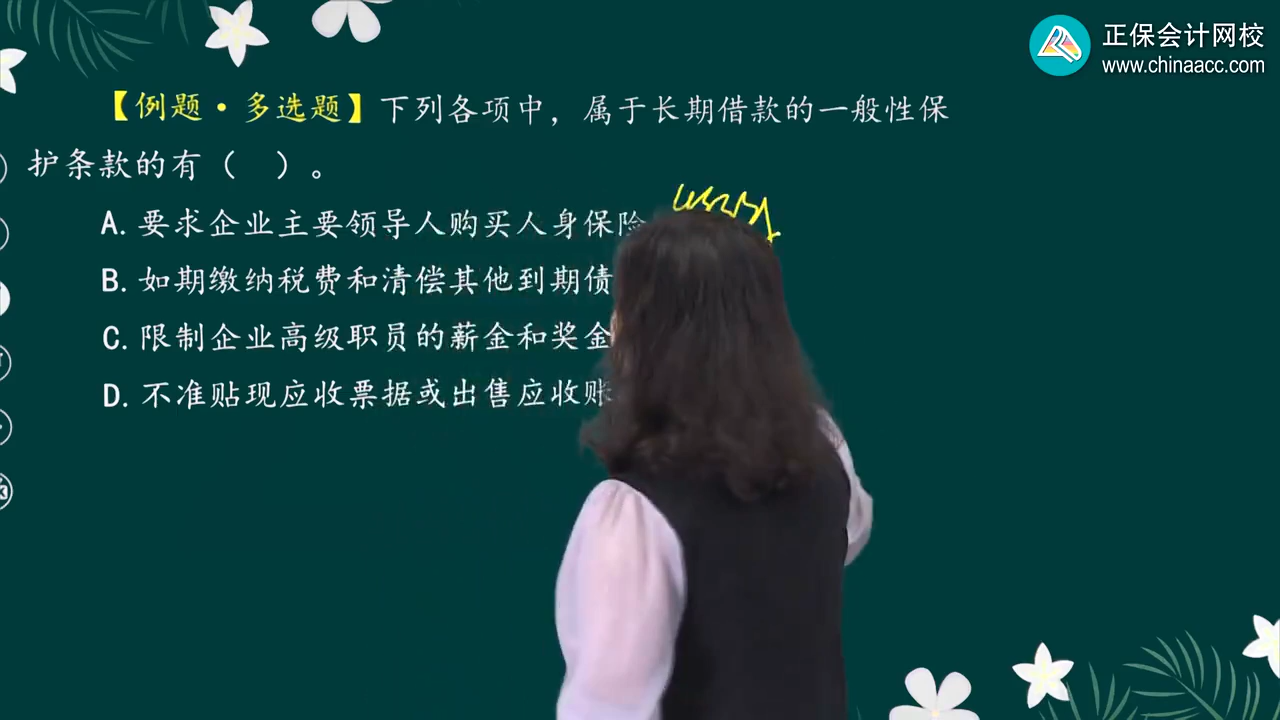 正保会计网校
www.chinaacc.com
【例题·多选题】下列各项中，属于长期借款的一般性保
护条款的有（ ）。
A. 要求企业主要领导人购买人身保险
B. 如期缴纳税费和清偿其他到期债
C. 限制企业高级职员的薪金和奖金
D. 不准贴现应收票据或出售应收账